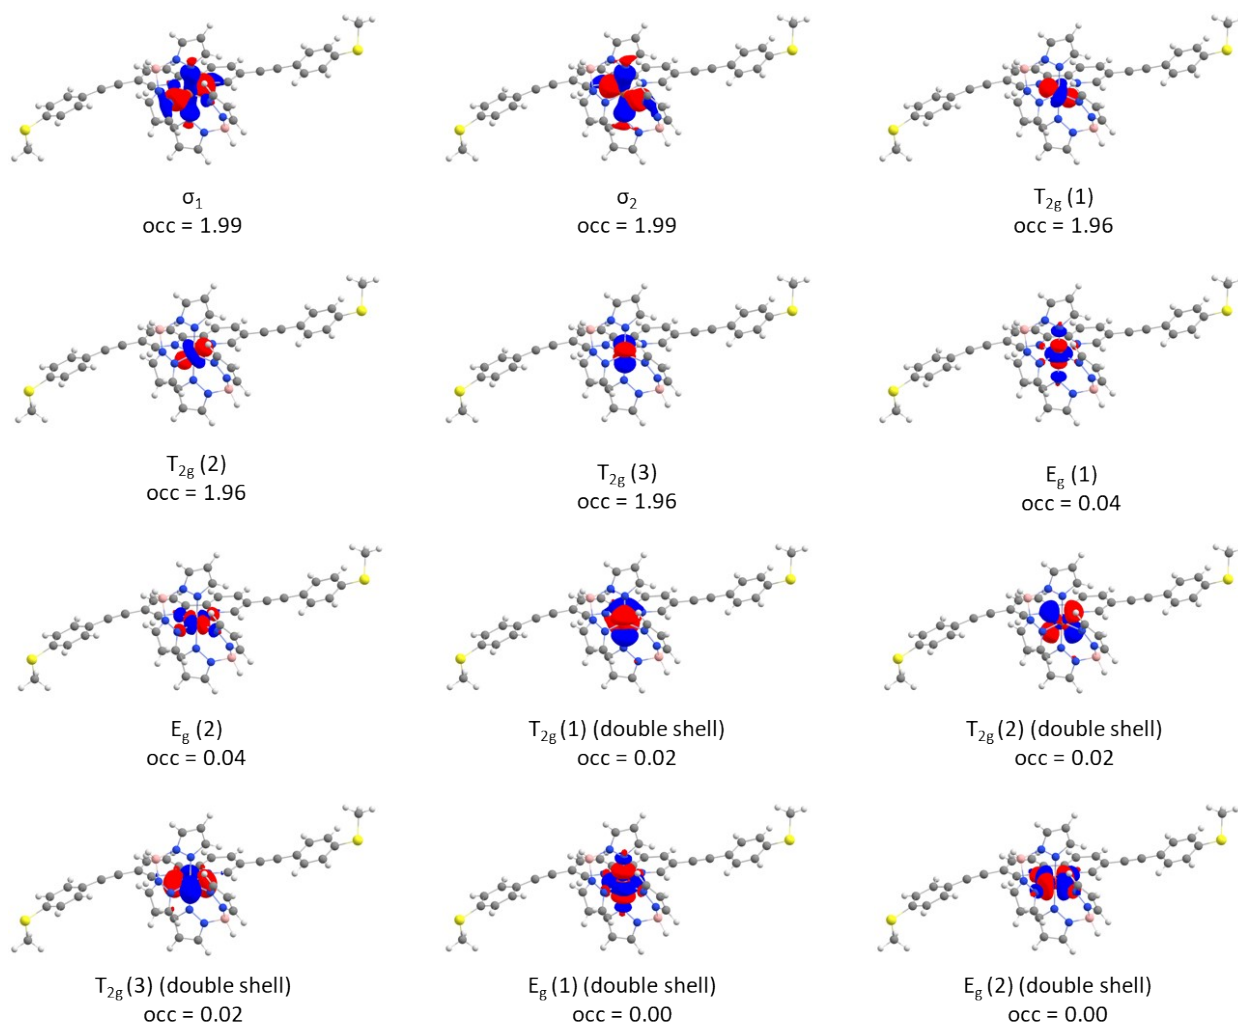 σ₁
occ = 1.99
σ₂
occ = 1.99
T₂g (1)
occ = 1.96
T₂g (2)
occ = 1.96
T₂g (3)
occ = 1.96
Eg (1)
occ = 0.04
Eg (2)
occ = 0.04
T₂g (1) (double shell)
occ = 0.02
T₂g (2) (double shell)
occ = 0.02
T₂g (3) (double shell)
occ = 0.02
Eg (1) (double shell)
occ = 0.00
Eg (2) (double shell)
occ = 0.00